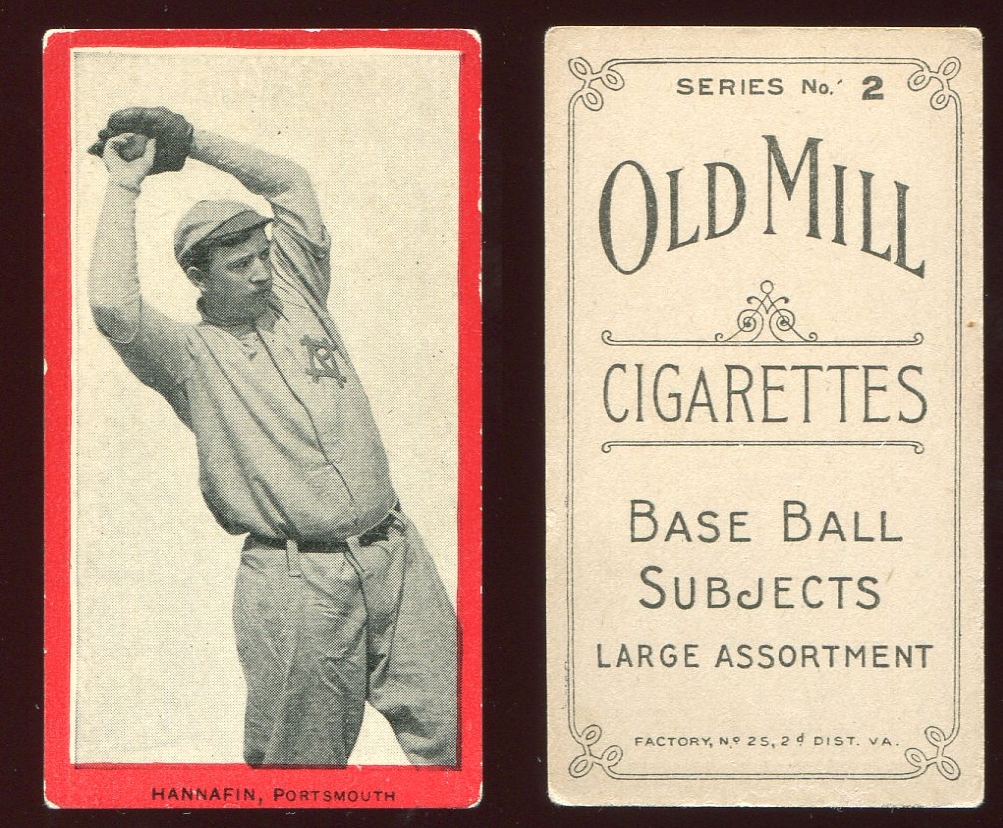 HANNAFIN, PORTSMOUTH
SERIES No. 2
OLD MILL
CIGARETTES
BASE BALL
SUBJECTS
LARGE ASSORTMENT
FACTORY, No 25, 2d DIST. VA.